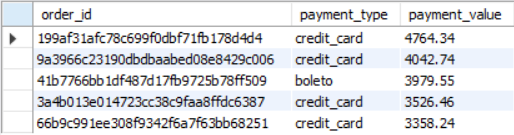 order_id payment_type payment_value
199af31afc78c699f0dbf71fb178d4d4 credit_card 4764.34
9a3966c23190dbdbaabed08e8429c006 credit_card 4042.74
41b7766bb1df487d17fb9725b78ff509 boleto 3979.55
3a4b013e014723cc38c9faa8ffdc6387 credit_card 3526.46
66b9c991ee308f9342f6a7f63bb68251 credit_card 3358.24